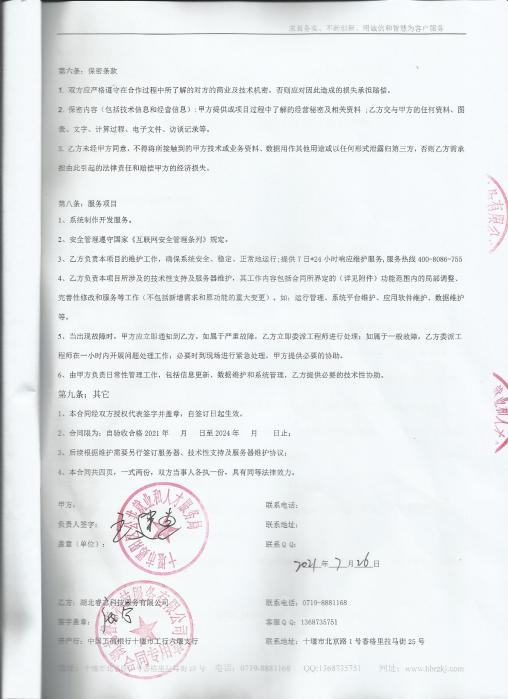 求真务实、不断创新、用诚信和智慧为客户服务
第六条：保密条款
1. 双方应严格遵守在合作过程中所了解的对方的商业及技术机密，否则应对因此造成的损失承担赔偿。
2. 保密内容（包括技术信息和经营信息）:甲方提供或项目过程中了解的经营秘密及相关资料；乙方交与甲方的任何资料、图
表、文字、计算过程、电子文件、访谈记录等。
3. 乙方未经甲方同意，不得将所接触到的甲方技术或业务资料、数据用作其他用途或以任何形式泄露归第三方，否则乙方需承
担由此引起的法律责任和赔偿甲方的经济损失。
第八条：服务项目
1、系统制作开发服务。
2、安全管理遵守国家《互联网安全管理条列》规定。
3、乙方负责本项目的维护工作，确保系统安全、稳定、正常地运行;提供 7 日*24 小时响应维护服务,服务热线 400-8086-755
4、乙方负责本项目所涉及的技术性支持及服务器维护，其工作内容包括合同所界定的（详见附件）功能范围内的局部调整、
完善性修改和服务等工作（不包括新增需求和原功能的重大变更）。如：运行管理、系统平台维护、应用软件维护、数据维护
等。
5、当出现故障时，甲方应立即通知到乙方，如属于严重故障，乙方立即委派工程师进行处理；如属于一般故障，乙方委派工
程师在一小时内开展问题处理工作；必要时到现场进行紧急处理，甲方提供必要的协助。
6、由甲方负责日常性管理工作，包括信息更新、数据维护和系统管理，乙方提供必要的技术性协助。
第九条：其它
1、本合同经双方授权代表签字并盖章，自签订日起生效。
2、合同限为：自验收合格 2021 年 月 日至 2024 年 月 日止；
3、后续根据维护需要另行签订服务器、技术性支持及服务器维护协议；
4、本合同共四页，一式两份，双方当事人各执一份，具有同等法律效力。
甲方：
联系电话：
负责人签字：
联系地址：
盖章（单位）：
联系 Q Q：
2021 年 7 月 26 日
乙方：湖北睿芯科技服务有限公司
联系电话：0719-8881168
签字盖章：
客服 Q Q：1368735751
开户行：中国工商银行十堰市工行六堰支行
联系地址：十堰市北京路 1 号香格里拉马街 25 号
地址：十堰市北京路1号香格里拉马街25号 电话：0719-8881168 QQ:1368735751 网址：www.hbrzkj.com
合同专用章